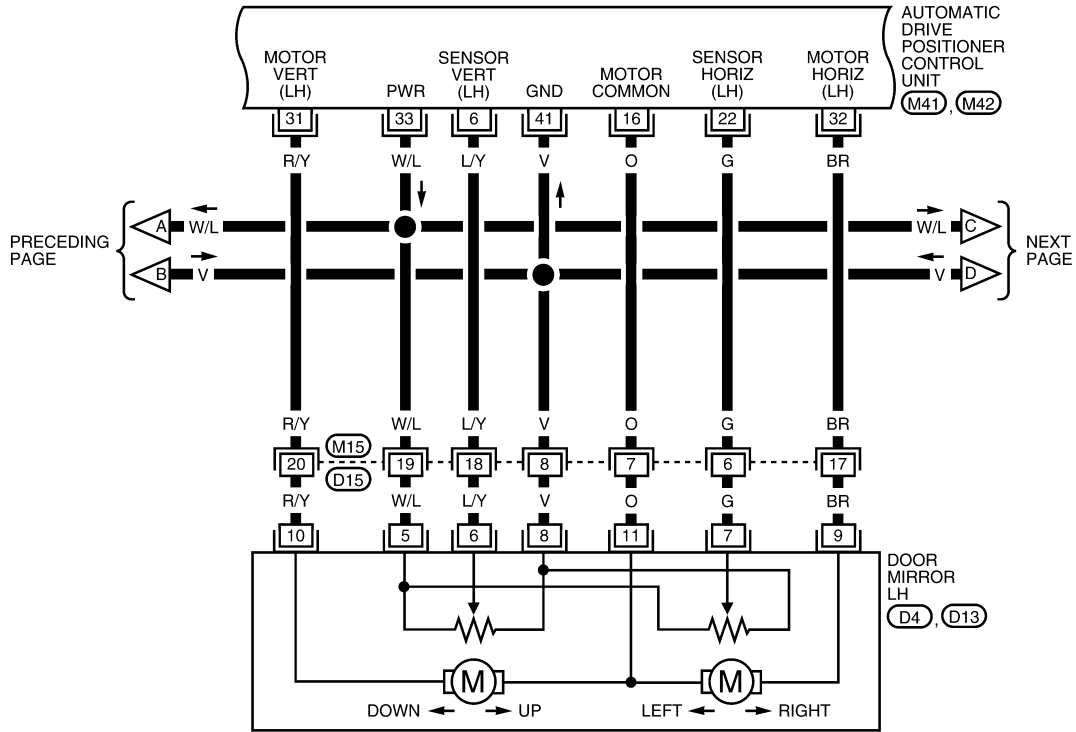 AUTOMATIC
DRIVE
POSITIONER
CONTROL
UNIT
M41, M42
MOTOR
VERT
(LH)
PWR
SENSOR
VERT
(LH)
GND
MOTOR
COMMON
SENSOR
HORIZ
(LH)
MOTOR
HORIZ
(LH)
31 33 6 41 16 22 32
R/Y W/L L/Y V O G BR
PRECEDING
PAGE
A W/L W/L C
B V V D
NEXT
PAGE
R/Y W/L L/Y V O G BR
M15
20 19 18 8 7 6 17
D15
R/Y W/L L/Y V O G BR
10 5 6 8 11 7 9
DOOR
MIRROR
LH
D4, D13
M M
DOWN UP LEFT RIGHT